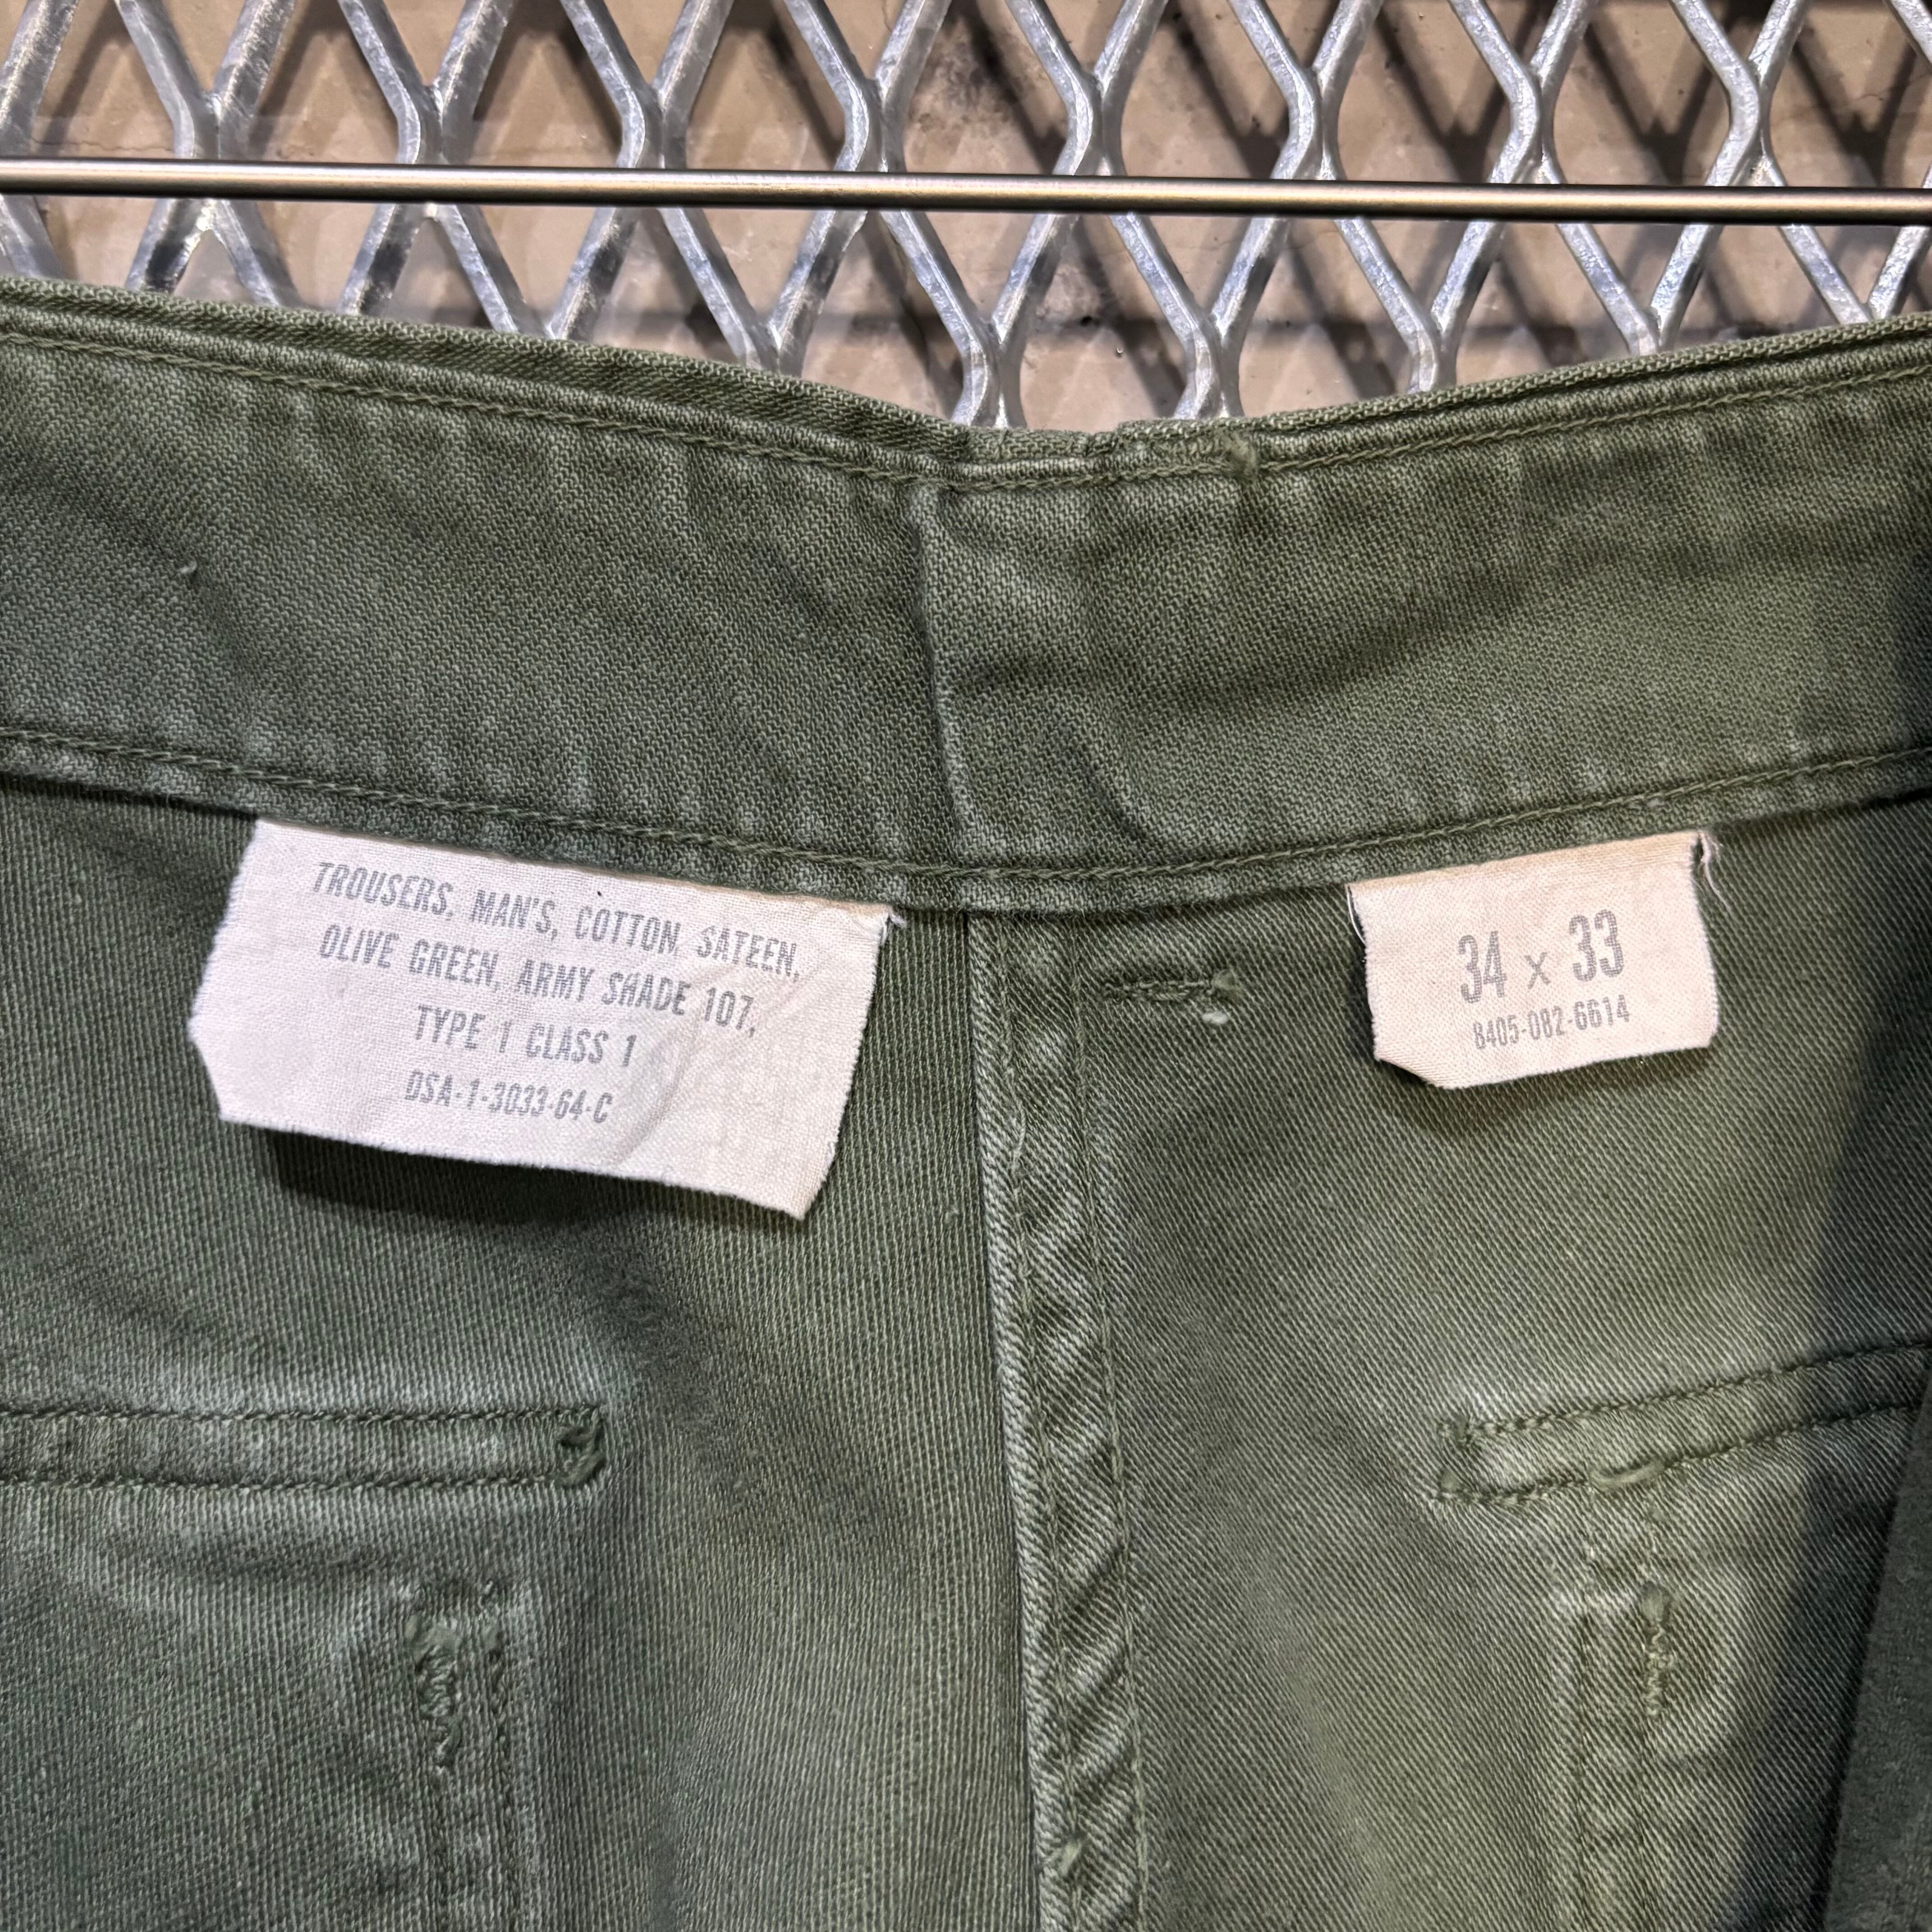 TROUSERS, MAN'S, COTTON SATEEN,
OLIVE GREEN, ARMY SHADE 107,
TYPE 1 CLASS 1
DSA-1-3033-64-C
34 x 33
8405-082-6614